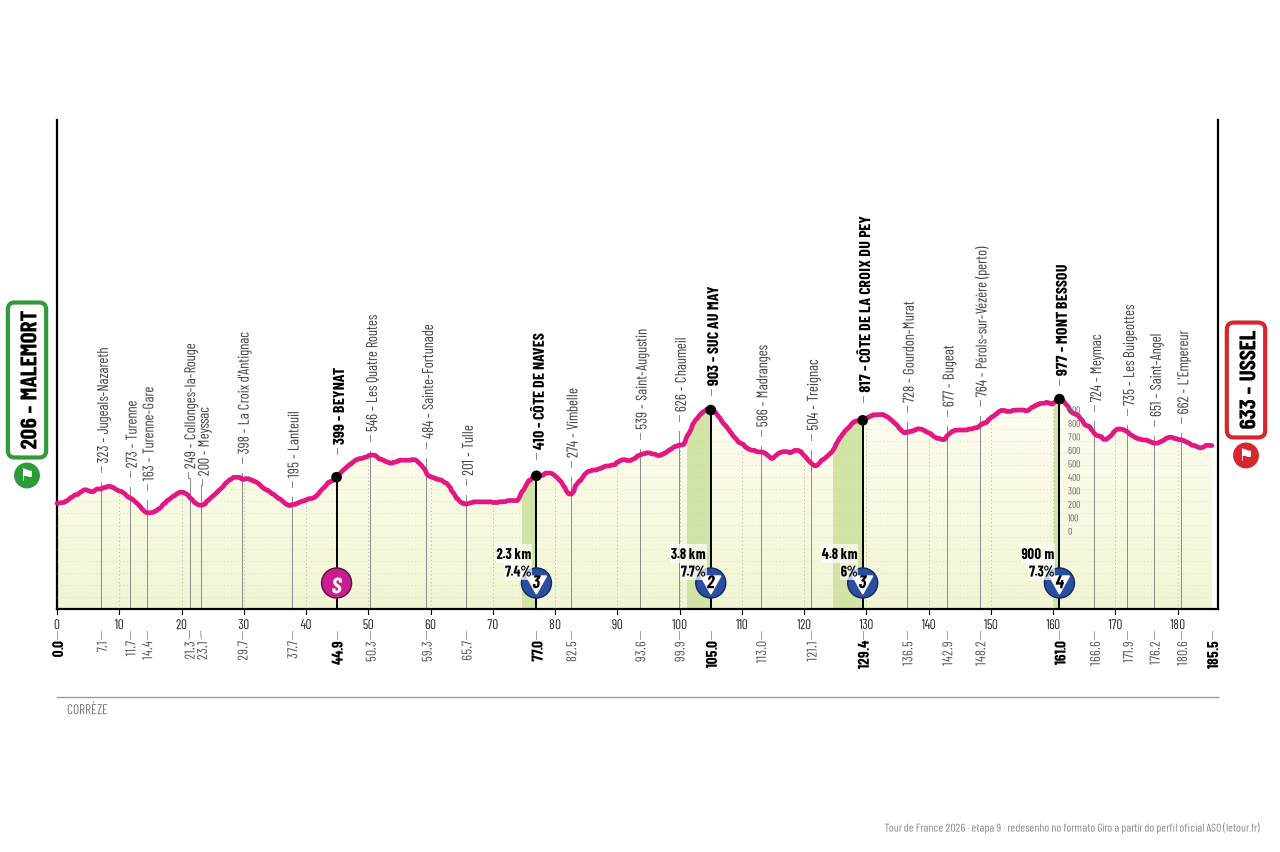 206 - MALEMORT
323 - Jugeals-Nazareth
273 - Turenne
163 - Turenne-Gare
249 - Collonges-la-Rouge
200 - Meyssac
398 - La Croix d'Antignac
195 - Lanteuil
399 - BEYNAT
546 - Les Quatre Routes
484 - Sainte-Fortunade
201 - Tulle
410 - CÔTE DE NAVES
274 - Vimbelle
539 - Saint-Augustin
626 - Chaumeil
903 - SUC AU MAY
586 - Madranges
504 - Treignac
817 - CÔTE DE LA CROIX DU PEY
728 - Gourdon-Murat
677 - Bugeat
764 - Pérols-sur-Vézère (perto)
977 - MONT BESSOU
724 - Meymac
735 - Les Buigeottes
651 - Saint-Angel
662 - L'Empereur
633 - USSEL
800
700
600
500
400
300
200
100
0
2.3 km
7.4%
3.8 km
7.7%
4.8 km
6%
900 m
7.3%
S
3
2
3
4
0 10 20 30 40 50 60 70 80 90 100 110 120 130 140 150 160 170 180
0.0 7.1 11.7 14.4 21.3 23.1 29.7 37.7 44.9 50.3 59.3 65.7 77.0 82.5 93.6 99.9 105.0 113.0 121.1 129.4 136.5 142.9 148.2 161.0 166.6 171.9 176.2 180.6 185.5
CORRÈZE
Tour de France 2026 · etapa 9 · redesenho no formato Giro a partir do perfil oficial ASO (letour.fr)